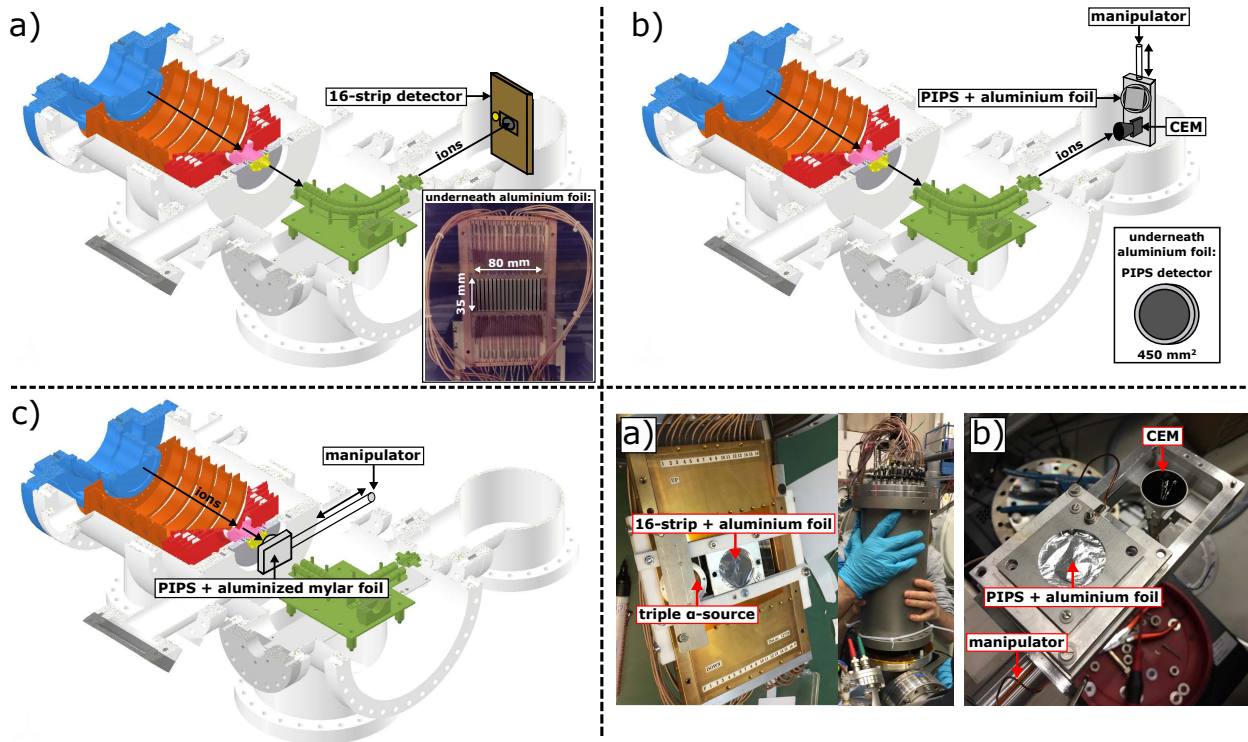 a)
16-strip detector
ions
underneath aluminium foil:
80 mm
35 mm
b)
manipulator
PIPS + aluminium foil
CEM
ions
underneath
aluminium foil:
PIPS detector
450 mm²
c)
manipulator
ions
PIPS + aluminized mylar foil
a)
16-strip + aluminium foil
triple α-source
b)
CEM
PIPS + aluminium foil
manipulator